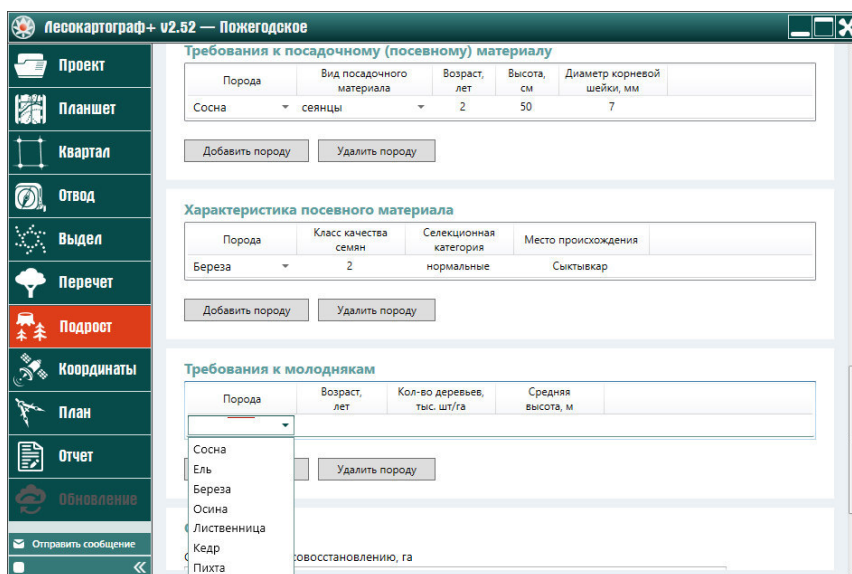 Лесокартограф+ v2.52 — Пожегодское
Проект
Планшет
Квартал
Отвод
Выдел
Перечет
Подрост
Координаты
План
Отчет
Обновление
Отправить сообщение
«
Требования к посадочному (посевному) материалу
Порода Вид посадочного материала Возраст, лет Высота, см Диаметр корневой шейки, мм
Сосна сеянцы 2 50 7
Добавить породу Удалить породу
Характеристика посевного материала
Порода Класс качества семян Селекционная категория Место происхождения
Береза 2 нормальные Сыктывкар
Добавить породу Удалить породу
Требования к молоднякам
Порода Возраст, лет Кол-во деревьев, тыс. шт/га Средняя высота, м
Сосна
Ель
Береза
Осина
Лиственница
Кедр
Пихта
Удалить породу
совосстановлению, га